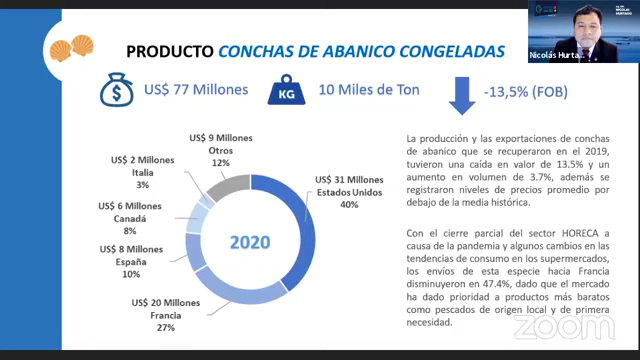 PRODUCTO CONCHAS DE ABANICO CONGELADAS
US$ 77 Millones
KG
10 Miles de Ton
-13,5% (FOB)
US$ 9 Millones
Otros
12%
US$ 2 Millones
Italia
3%
US$ 6 Millones
Canadá
8%
US$ 8 Millones
España
10%
US$ 20 Millones
Francia
27%
US$ 31 Millones
Estados Unidos
40%
2020
La producción y las exportaciones de conchas
de abanico que se recuperaron en el 2019,
tuvieron una caída en valor de 13.5% y un
aumento en volumen de 3.7%, además se
registraron niveles de precios promedio por
debajo de la media histórica.
Con el cierre parcial del sector HORECA a
causa de la pandemia y algunos cambios en las
tendencias de consumo en los supermercados,
los envíos de esta especie hacia Francia
disminuyeron en 47.4%, dado que el mercado
ha dado prioridad a productos más baratos
como pescados de origen local y de primera
necesidad.
zoom
NICOLÁS
HURTADO
Nicolás Hurta...